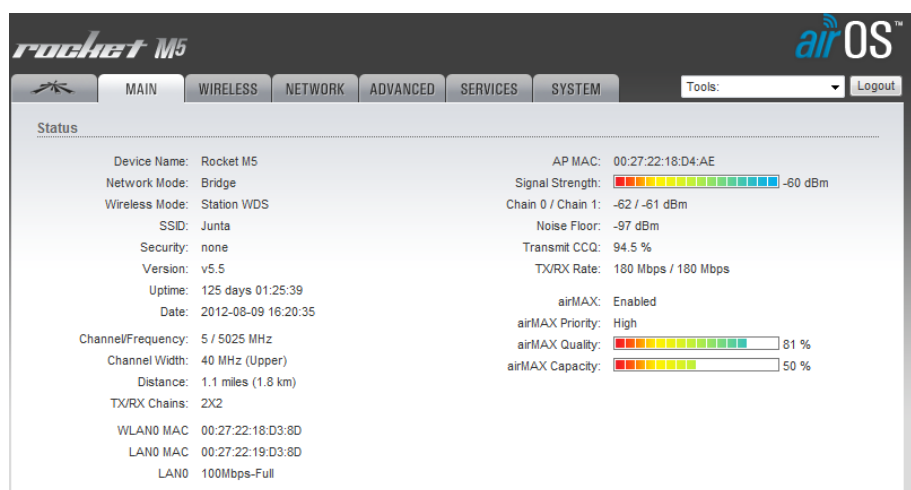 rocket M5
airOS™
MAIN WIRELESS NETWORK ADVANCED SERVICES SYSTEM Tools: Logout
Status
Device Name: Rocket M5
Network Mode: Bridge
Wireless Mode: Station WDS
SSID: Junta
Security: none
Version: v5.5
Uptime: 125 days 01:25:39
Date: 2012-08-09 16:20:35
Channel/Frequency: 5 / 5025 MHz
Channel Width: 40 MHz (Upper)
Distance: 1.1 miles (1.8 km)
TX/RX Chains: 2X2
WLAN0 MAC 00:27:22:18:D3:8D
LAN0 MAC 00:27:22:19:D3:8D
LAN0 100Mbps-Full
AP MAC: 00:27:22:18:D4:AE
Signal Strength: -60 dBm
Chain 0 / Chain 1: -62 / -61 dBm
Noise Floor: -97 dBm
Transmit CCQ: 94.5 %
TX/RX Rate: 180 Mbps / 180 Mbps
airMAX: Enabled
airMAX Priority: High
airMAX Quality: 81 %
airMAX Capacity: 50 %